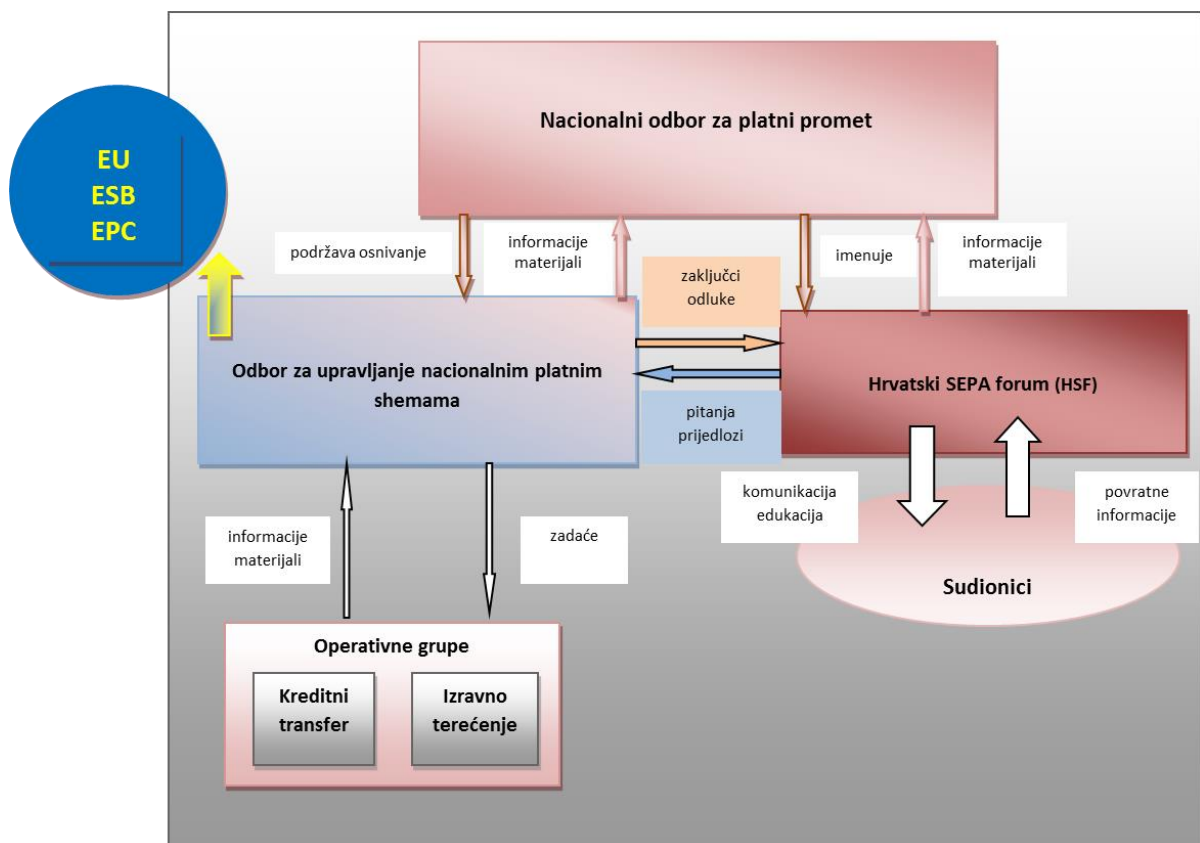 Nacionalni odbor za platni promet
EU
ESB
EPC
podržava osnivanje
informacije
materijali
zaključci
odluke
imenuje
informacije
materijali
Odbor za upravljanje nacionalnim platnim
shemama
Hrvatski SEPA forum (HSF)
pitanja
prijedlozi
komunikacija
edukacija
povratne
informacije
informacije
materijali
zadaće
Sudionici
Operativne grupe
Kreditni
transfer
Izravno
terećenje